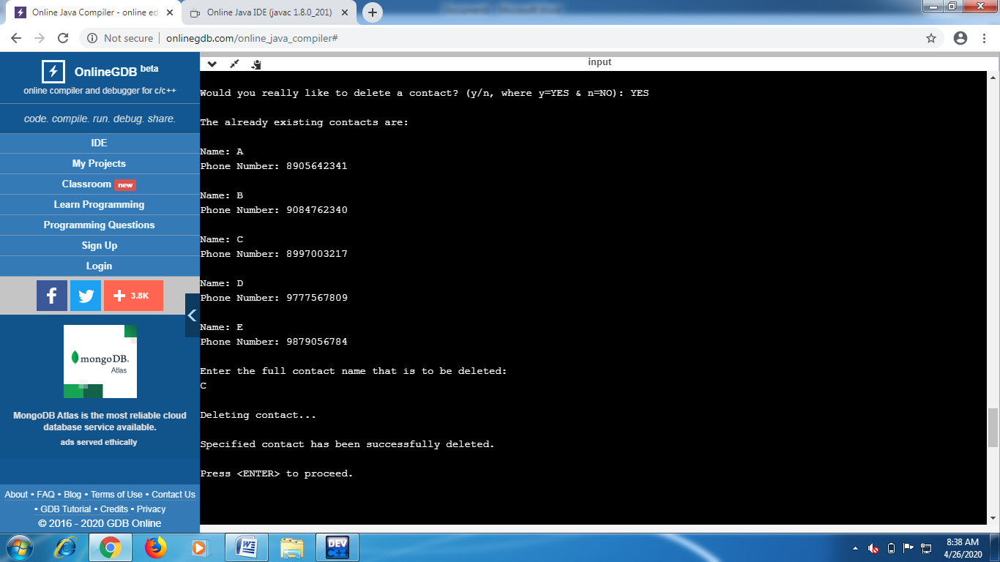 Online Java Compiler - online edi
Online Java IDE (javac 1.8.0_201)
Not secure
onlinegdb.com/online_java_compiler#
OnlineGDB beta
online compiler and debugger for c/c++
code. compile. run. debug. share.
IDE
My Projects
Classroom new
Learn Programming
Programming Questions
Sign Up
Login
3.8K
mongoDB.
Atlas
MongoDB Atlas is the most reliable cloud
database service available.
ads served ethically
About • FAQ • Blog • Terms of Use • Contact Us
• GDB Tutorial • Credits • Privacy
© 2016 - 2020 GDB Online
input
Would you really like to delete a contact? (y/n, where y=YES & n=NO): YES
The already existing contacts are:
Name: A
Phone Number: 8905642341
Name: B
Phone Number: 9084762340
Name: C
Phone Number: 8997003217
Name: D
Phone Number: 9777567809
Name: E
Phone Number: 9879056784
Enter the full contact name that is to be deleted:
C
Deleting contact...
Specified contact has been successfully deleted.
Press <ENTER> to proceed.
DEV
C++
8:38 AM
4/26/2020